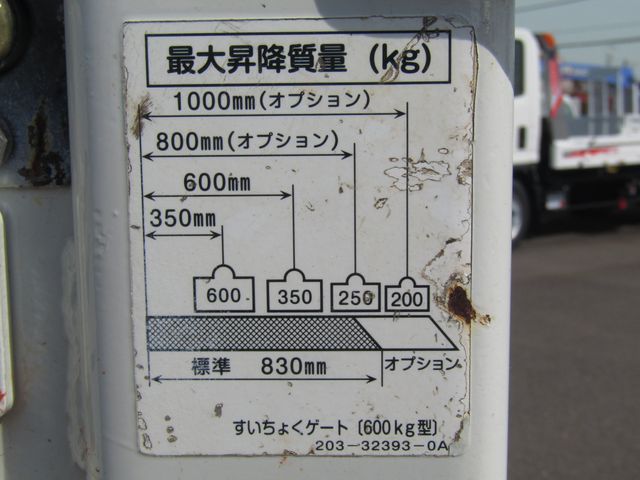 最大昇降質量 (kg)
1000mm(オプション)
800mm(オプション)
600mm
350mm
600 350 250 200
標準 830mm オプション
すいちょくゲート〔600kg型〕
203-32393-0A